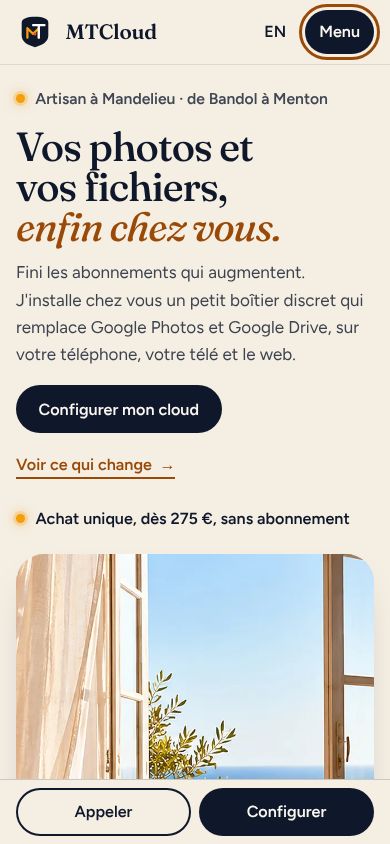 MTCloud
EN
Menu
Artisan à Mandelieu · de Bandol à Menton
Vos photos et
vos fichiers,
enfin chez vous.
Fini les abonnements qui augmentent.
J'installe chez vous un petit boîtier discret qui
remplace Google Photos et Google Drive, sur
votre téléphone, votre télé et le web.
Configurer mon cloud
Voir ce qui change →
Achat unique, dès 275 €, sans abonnement
Appeler
Configurer